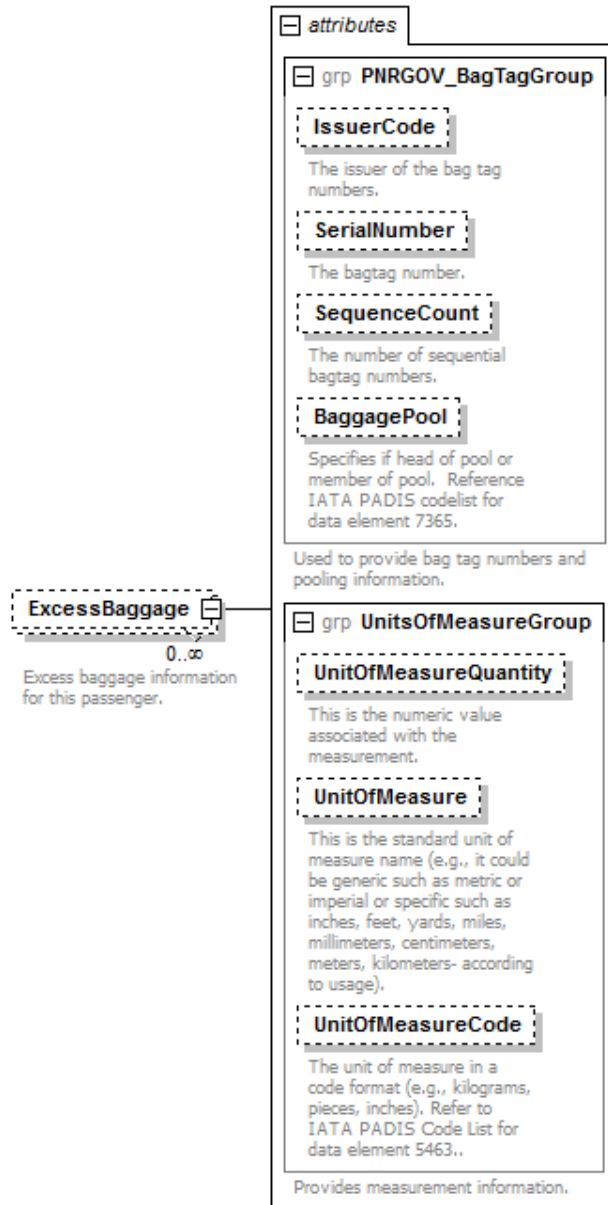 attributes
grp PNRGOV_BagTagGroup
IssuerCode
The issuer of the bag tag
numbers.
SerialNumber
The bagtag number.
SequenceCount
The number of sequential
bagtag numbers.
BaggagePool
Specifies if head of pool or
member of pool. Reference
IATA PADIS codelist for
data element 7365.
Used to provide bag tag numbers and
pooling information.
ExcessBaggage
0..∞
Excess baggage information
for this passenger.
grp UnitsOfMeasureGroup
UnitOfMeasureQuantity
This is the numeric value
associated with the
measurement.
UnitOfMeasure
This is the standard unit of
measure name (e.g., it could
be generic such as metric or
imperial or specific such as
inches, feet, yards, miles,
millimeters, centimeters,
meters, kilometers- according
to usage).
UnitOfMeasureCode
The unit of measure in a
code format (e.g., kilograms,
pieces, inches). Refer to
IATA PADIS Code List for
data element 5463..
Provides measurement information.